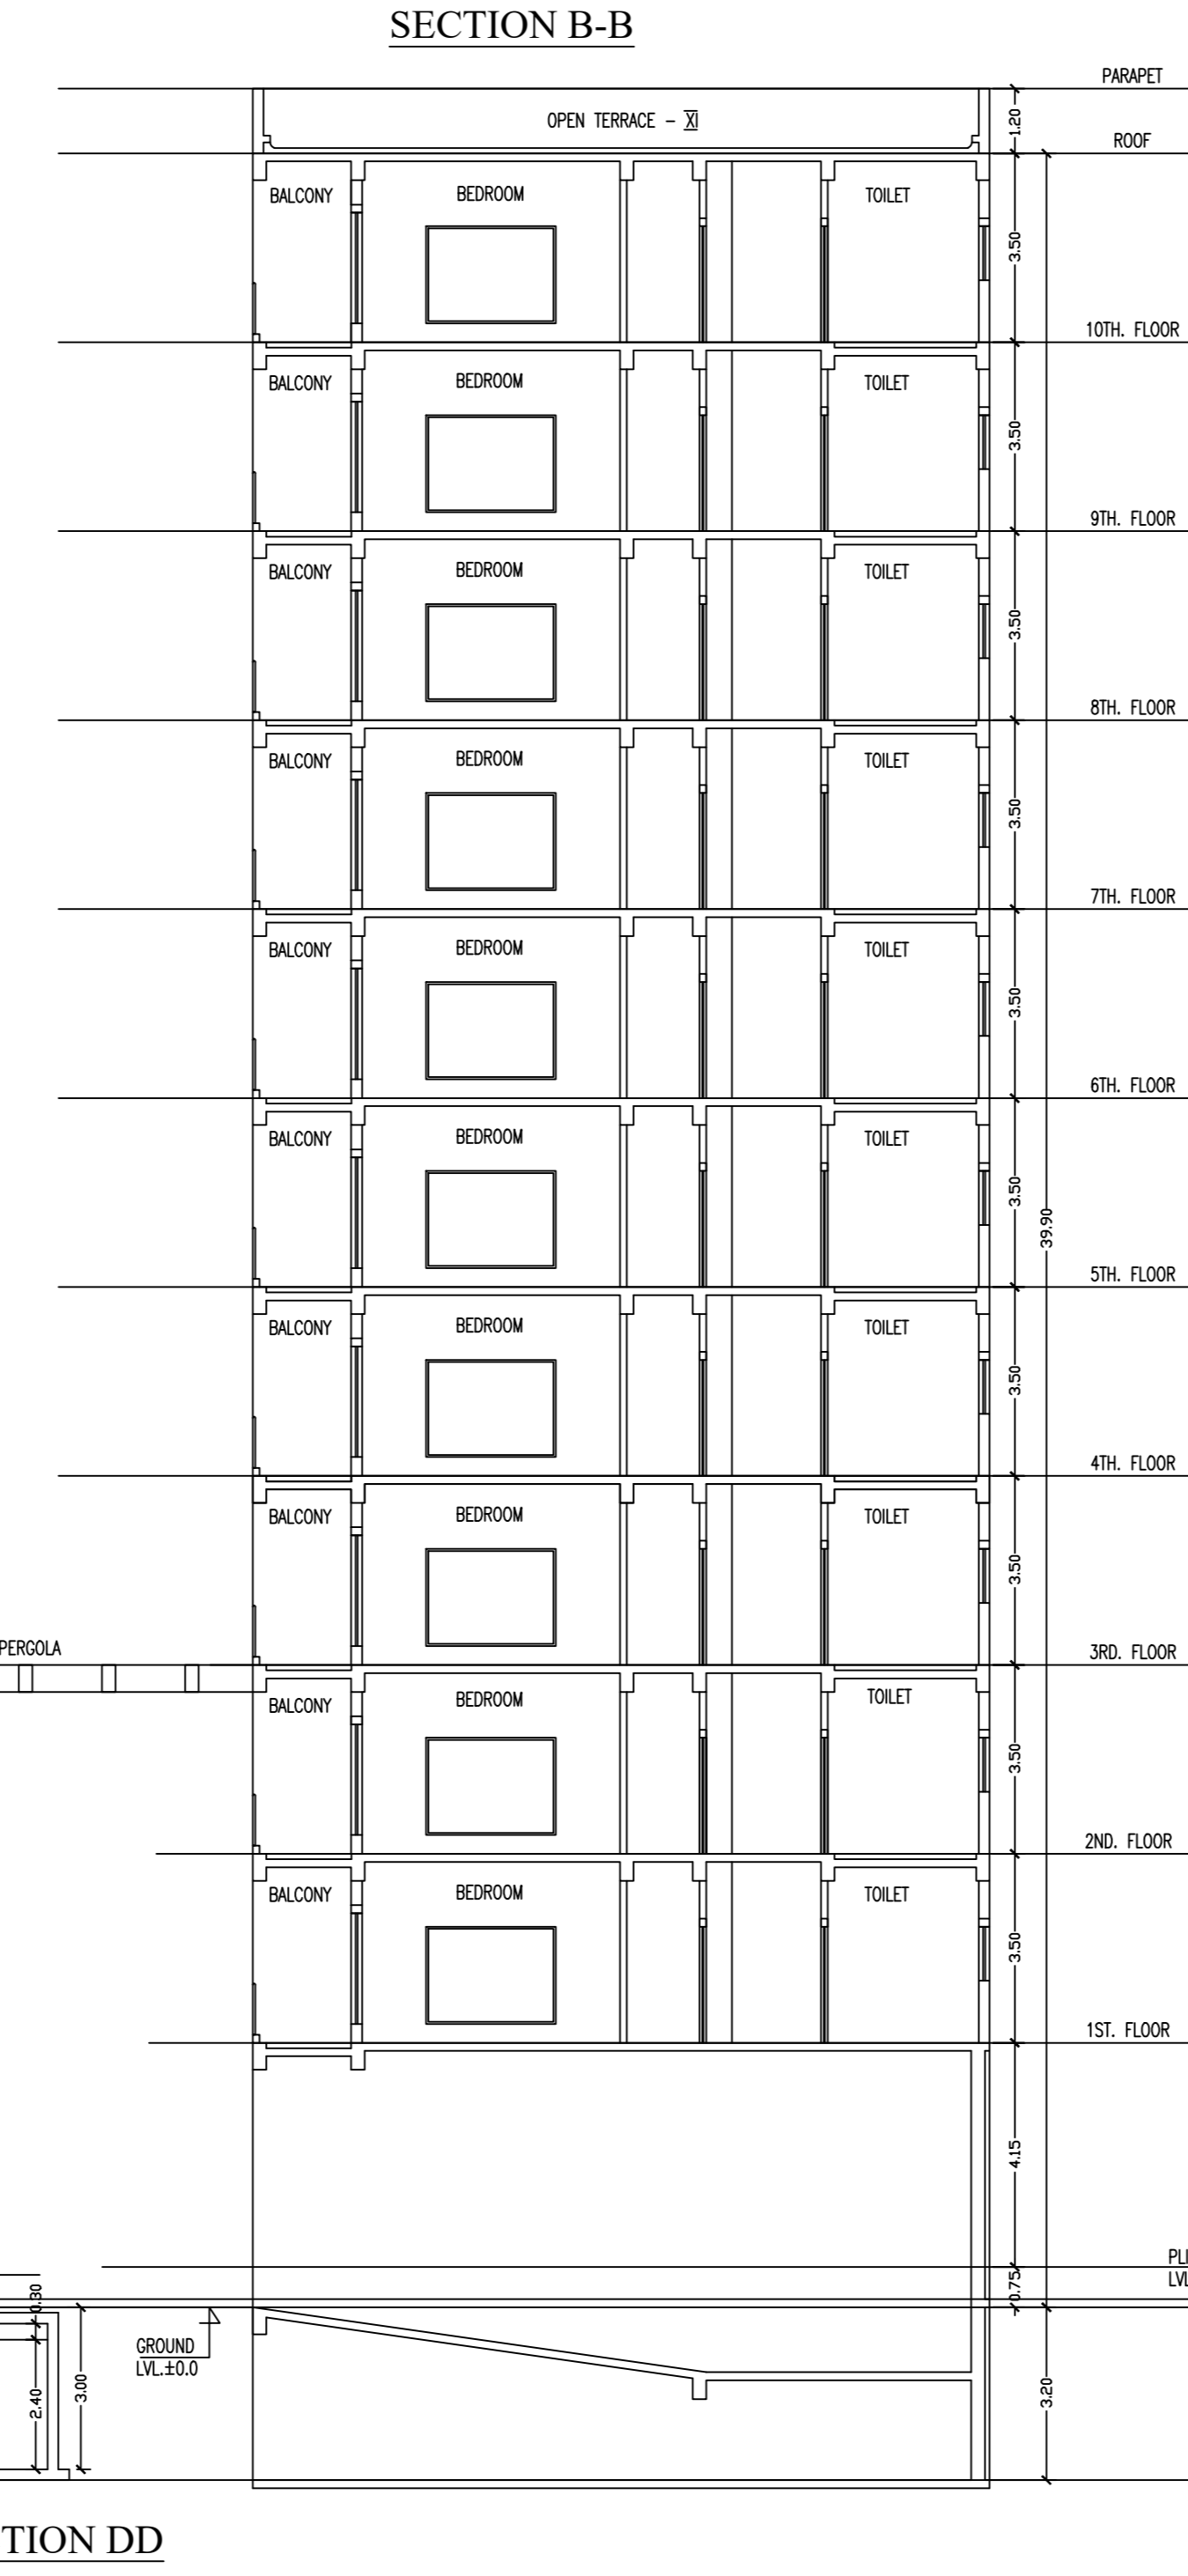 SECTION B-B
PARAPET
OPEN TERRACE - XI
1.20
ROOF
BALCONY
BEDROOM
TOILET
3.50
10TH. FLOOR
BALCONY
BEDROOM
TOILET
3.50
9TH. FLOOR
BALCONY
BEDROOM
TOILET
3.50
8TH. FLOOR
BALCONY
BEDROOM
TOILET
3.50
7TH. FLOOR
BALCONY
BEDROOM
TOILET
3.50
6TH. FLOOR
BALCONY
BEDROOM
TOILET
3.50
39.90
5TH. FLOOR
BALCONY
BEDROOM
TOILET
3.50
4TH. FLOOR
BALCONY
BEDROOM
TOILET
3.50
PERGOLA
3RD. FLOOR
BALCONY
BEDROOM
TOILET
3.50
2ND. FLOOR
BALCONY
BEDROOM
TOILET
3.50
1ST. FLOOR
4.15
PLI
LVL
0.75
0.30
GROUND
LVL.±0.0
2.40
3.00
3.20
TION DD